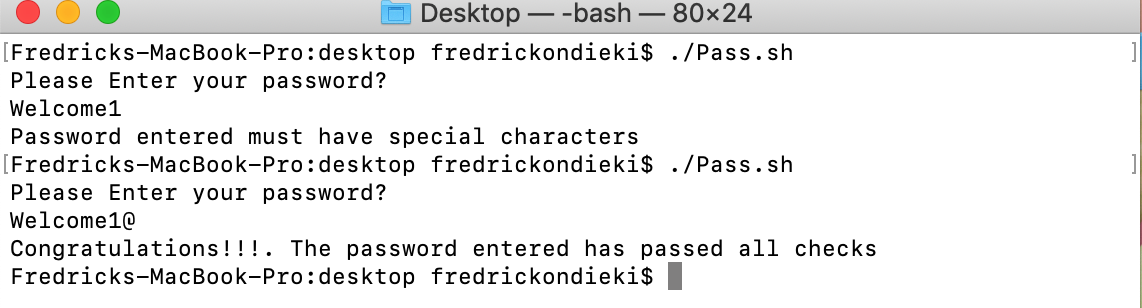 Desktop — -bash — 80×24
[Fredricks-MacBook-Pro:desktop fredrickondieki$ ./Pass.sh ]
Please Enter your password?
Welcome1
Password entered must have special characters
[Fredricks-MacBook-Pro:desktop fredrickondieki$ ./Pass.sh ]
Please Enter your password?
Welcome1@
Congratulations!!!. The password entered has passed all checks
Fredricks-MacBook-Pro:desktop fredrickondieki$